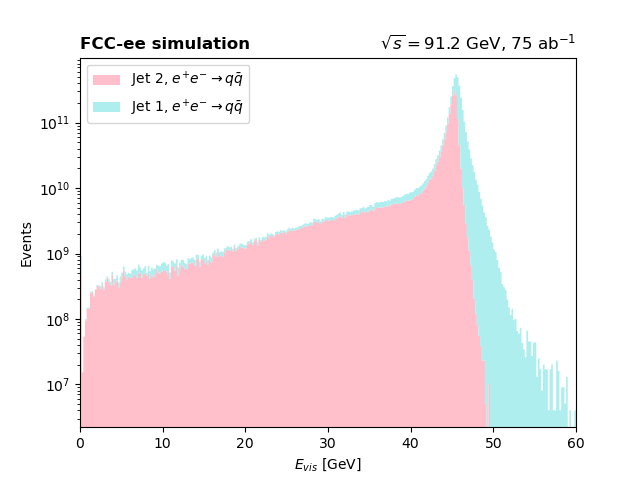 FCC-ee simulation √s = 91.2 GeV, 75 ab⁻¹
Jet 2, e⁺e⁻ → qq̄
Jet 1, e⁺e⁻ → qq̄
10¹¹
10¹⁰
10⁹
10⁸
10⁷
Events
0 10 20 30 40 50 60
E_vis [GeV]